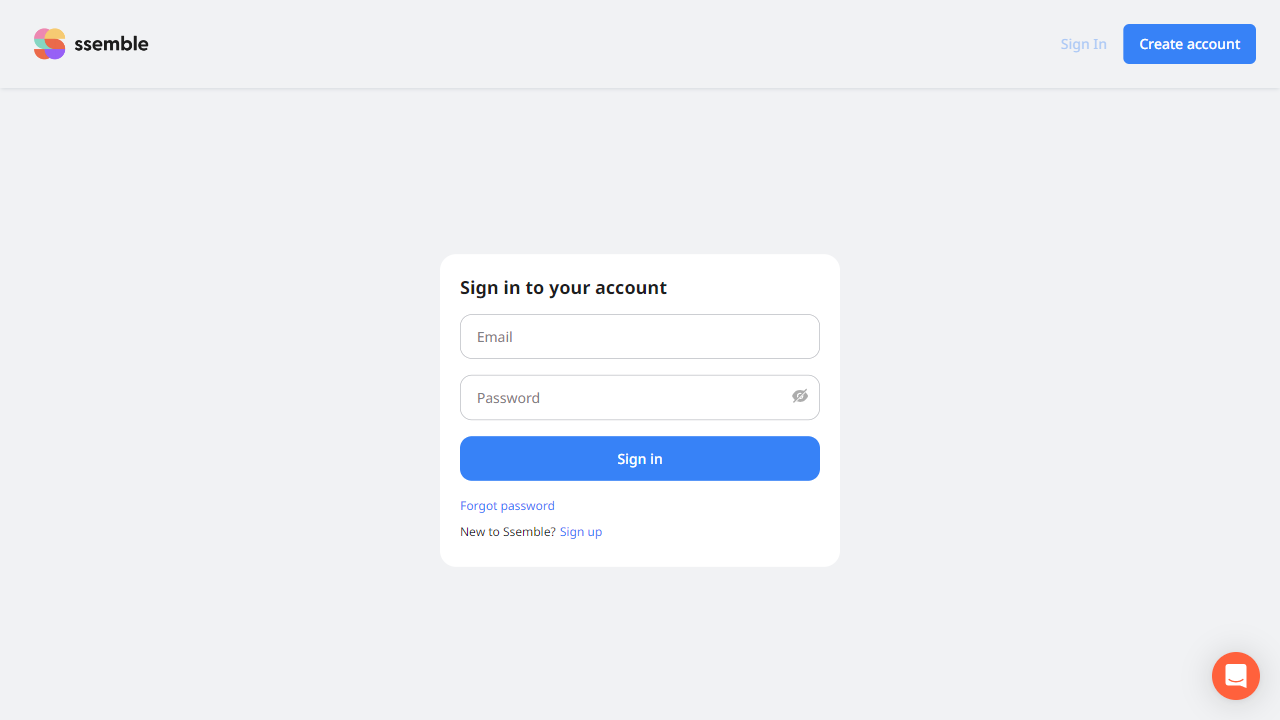 ssemble
Sign In
Create account
Sign in to your account
Email
Password
Sign in
Forgot password
New to Ssemble? Sign up